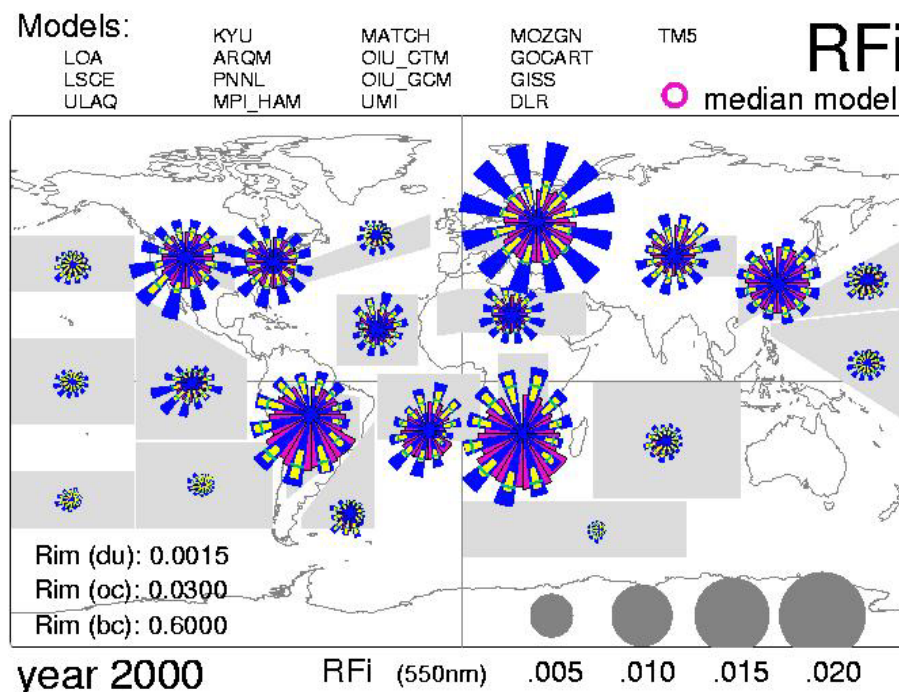 Models:
KYU MATCH MOZGN TM5
LOA ARQM OIU_CTM GOCART
LSCE PNNL OIU_GCM GISS
ULAQ MPI_HAM UMI DLR
RFi
median model
Rim (du): 0.0015
Rim (oc): 0.0300
Rim (bc): 0.6000
year 2000 RFi (550nm) .005 .010 .015 .020